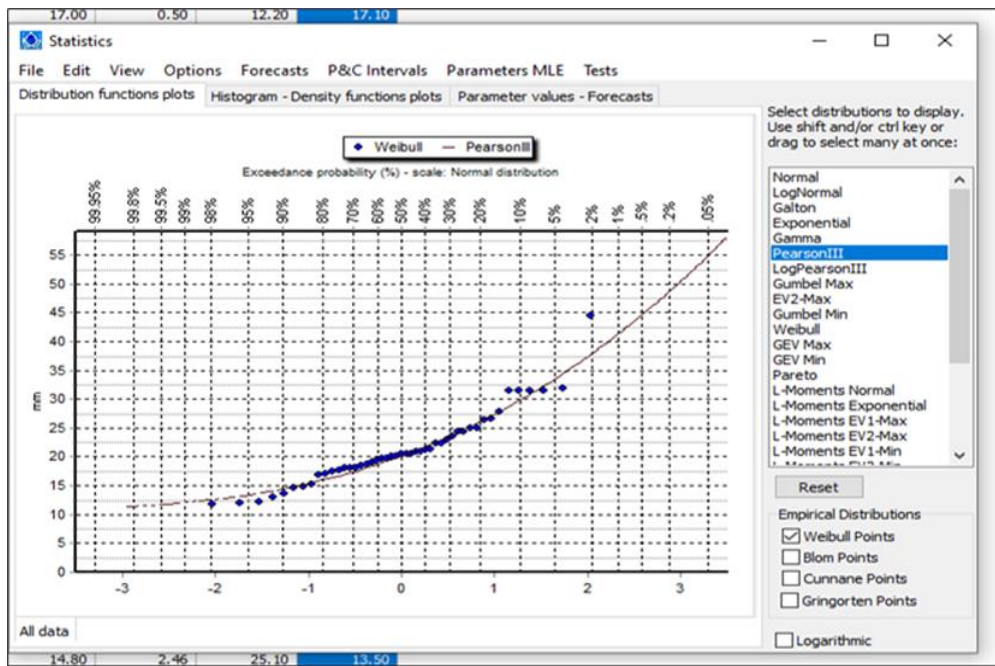 17.00 0.50 12.20 17.10
Statistics
File Edit View Options Forecasts P&C Intervals Parameters MLE Tests
Distribution functions plots Histogram - Density functions plots Parameter values - Forecasts
Weibull PearsonIII
Exceedance probability (%) - scale: Normal distribution
99.95% 99.8% 99.5% 99% 98% 95% 90% 80% 70% 60% 50% 40% 30% 20% 10% 5% 2% 1% .5% .2% .05%
55
50
45
40
35
30
25
20
15
10
5
0
mm
-3 -2 -1 0 1 2 3
All data
Select distributions to display.
Use shift and/or ctrl key or
drag to select many at once:
Normal
LogNormal
Galton
Exponential
Gamma
PearsonIII
LogPearsonIII
Gumbel Max
EV2-Max
Gumbel Min
Weibull
GEV Max
GEV Min
Pareto
L-Moments Normal
L-Moments Exponential
L-Moments EV1-Max
L-Moments EV2-Max
L-Moments EV1-Min
Reset
Empirical Distributions
Weibull Points
Blom Points
Cunnane Points
Gringorten Points
Logarithmic
14.80 2.46 25.10 13.50